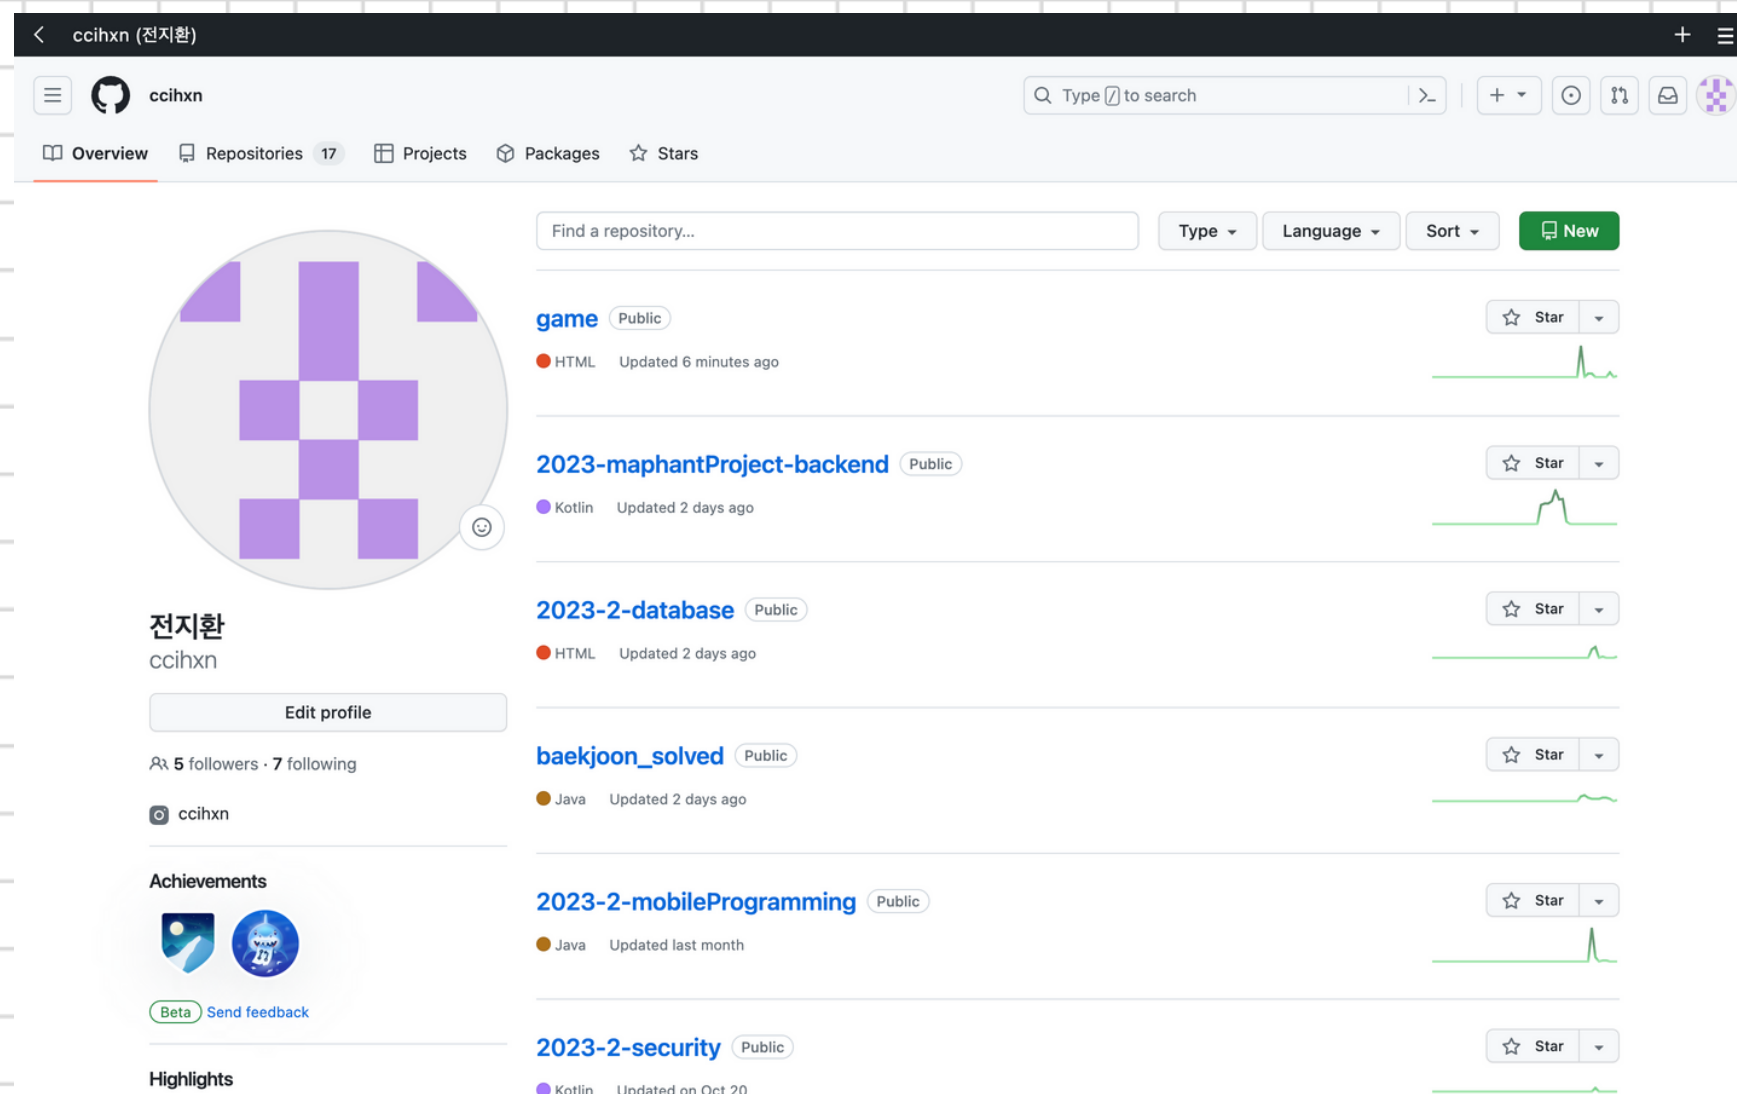 ccihxn (전지환)
ccihxn
Type / to search
Overview
Repositories 17
Projects
Packages
Stars
Find a repository...
Type
Language
Sort
New
전지환
ccihxn
Edit profile
5 followers · 7 following
ccihxn
Achievements
Beta Send feedback
Highlights
game Public
Star
HTML Updated 6 minutes ago
2023-maphantProject-backend Public
Star
Kotlin Updated 2 days ago
2023-2-database Public
Star
HTML Updated 2 days ago
baekjoon_solved Public
Star
Java Updated 2 days ago
2023-2-mobileProgramming Public
Star
Java Updated last month
2023-2-security Public
Star
Kotlin Updated on Oct 20